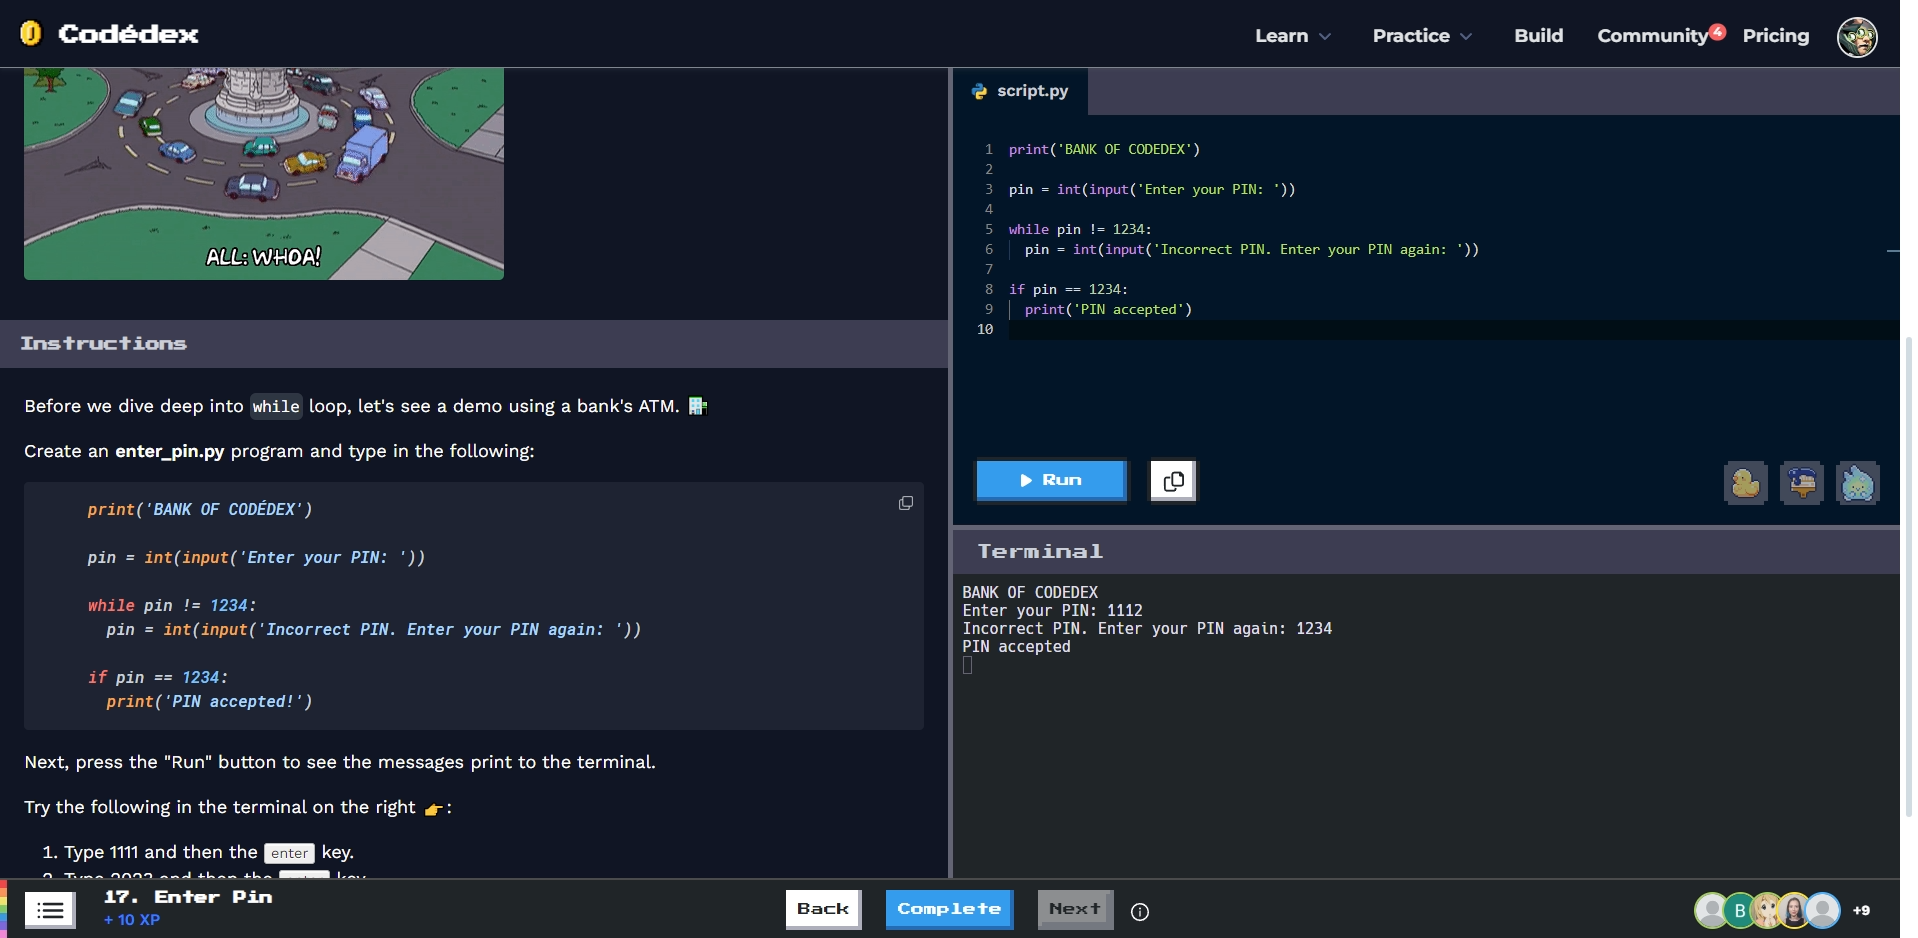 Codédex
Learn
Practice
Build
Community
4
Pricing
ALL: WHOA!
Instructions
Before we dive deep into while loop, let's see a demo using a bank's ATM.
Create an enter_pin.py program and type in the following:
print('BANK OF CODÉDEX')
pin = int(input('Enter your PIN: '))
while pin != 1234:
pin = int(input('Incorrect PIN. Enter your PIN again: '))
if pin == 1234:
print('PIN accepted!')
Next, press the "Run" button to see the messages print to the terminal.
Try the following in the terminal on the right 👉:
1. Type 1111 and then the enter key.
2. Type 2023 and then the key.
script.py
1 print('BANK OF CODEDEX')
2
3 pin = int(input('Enter your PIN: '))
4
5 while pin != 1234:
6 pin = int(input('Incorrect PIN. Enter your PIN again: '))
7
8 if pin == 1234:
9 print('PIN accepted')
10
Run
Terminal
BANK OF CODEDEX
Enter your PIN: 1112
Incorrect PIN. Enter your PIN again: 1234
PIN accepted
17. Enter Pin
+ 10 XP
Back
Complete
Next
B
+9